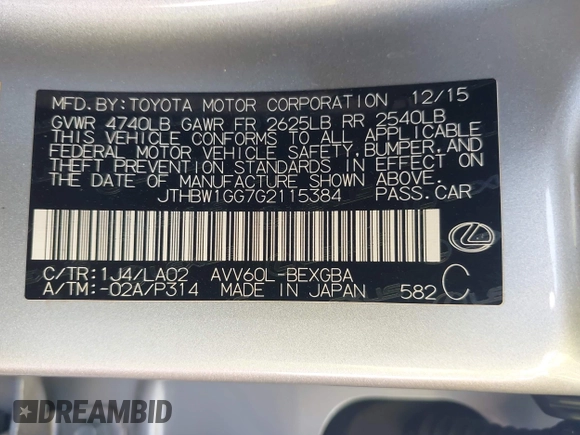 MFD. BY: TOYOTA MOTOR CORPORATION 12/15
GVWR 4740LB GAWR FR 2625LB RR 2540LB
THIS VEHICLE CONFORMS TO ALL APPLICABLE
FEDERAL MOTOR VEHICLE SAFETY, BUMPER, AND
THEFT PREVENTION STANDARDS IN EFFECT ON
THE DATE OF MANUFACTURE SHOWN ABOVE.
JTHBW1GG7G2115384 PASS. CAR
C/TR: 1J4/LA02 AVV60L-BEXGBA
A/TM: -02A/P314 MADE IN JAPAN 582 C
DREAMBID